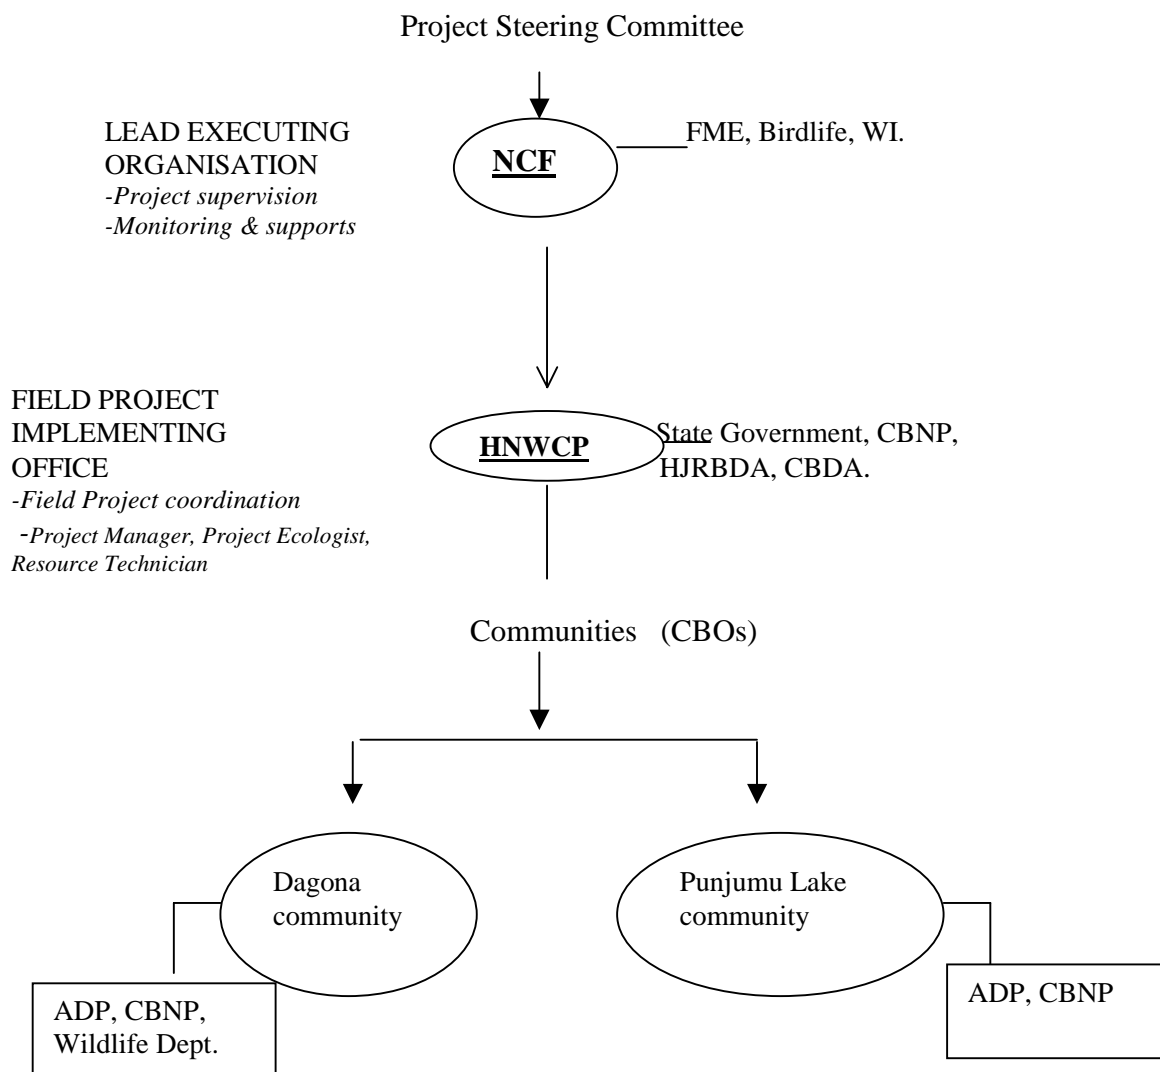 Project Steering Committee
LEAD EXECUTING
ORGANISATION
-Project supervision
-Monitoring & supports
NCF
FME, Birdlife, WI.
FIELD PROJECT
IMPLEMENTING
OFFICE
-Field Project coordination
-Project Manager, Project Ecologist,
Resource Technician
HNWCP
State Government, CBNP,
HJRBDA, CBDA.
Communities (CBOs)
Dagona
community
Punjumu Lake
community
ADP, CBNP,
Wildlife Dept.
ADP, CBNP